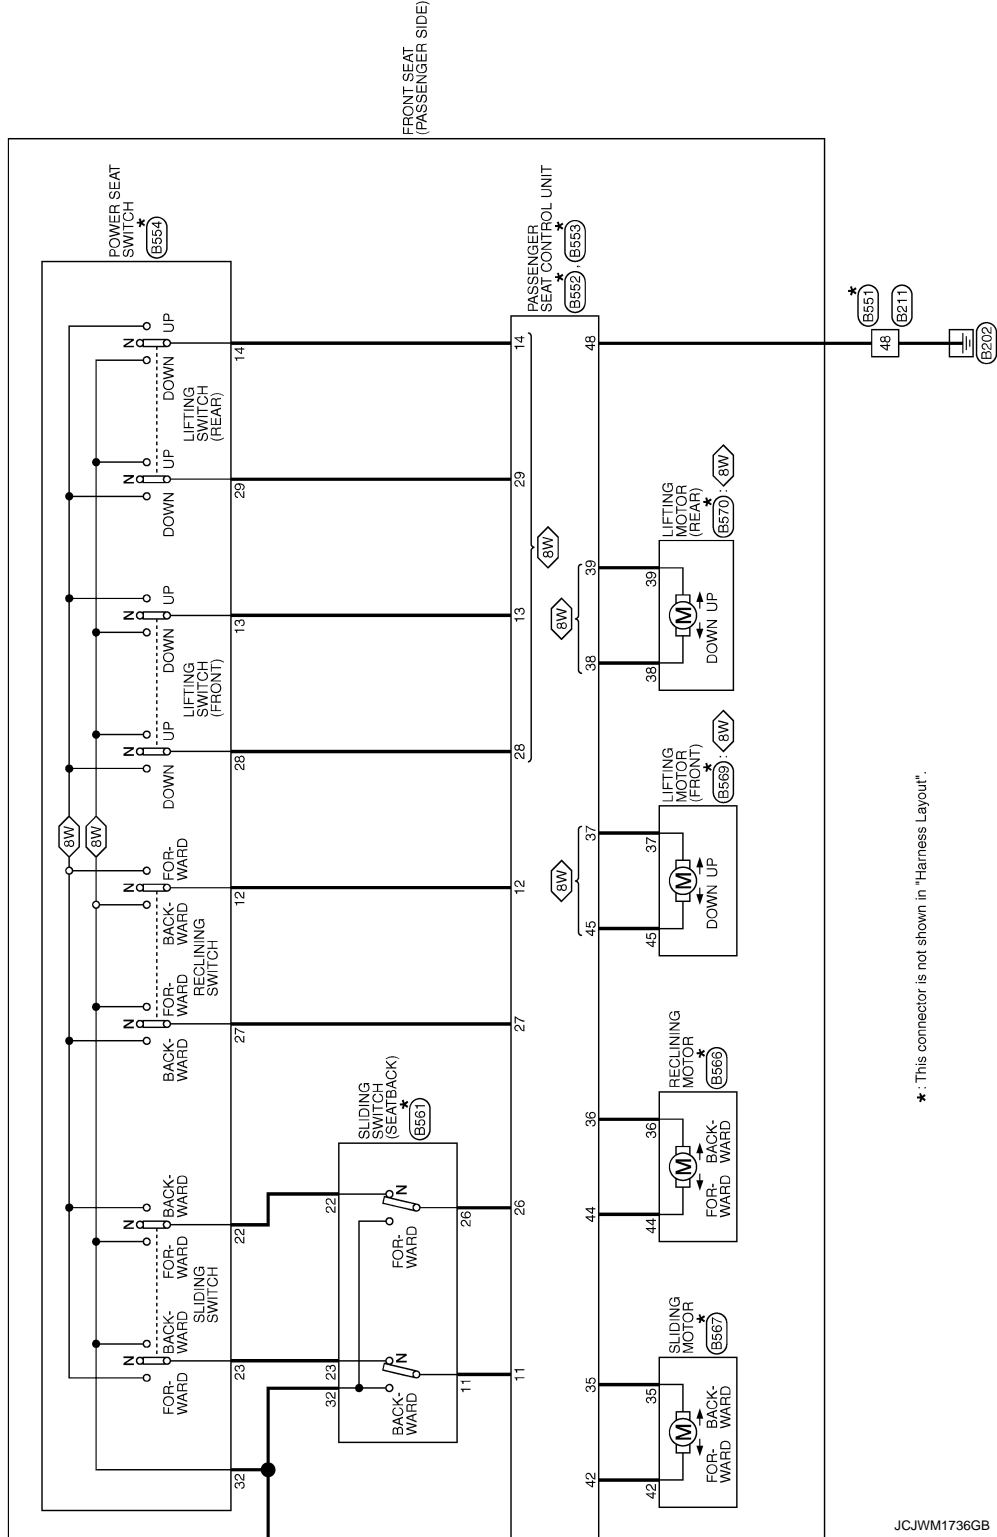 FRONT SEAT
(PASSENGER SIDE)
POWER SEAT
SWITCH
*
B554
N
UP
DOWN
14
LIFTING
SWITCH
(REAR)
N
UP
DOWN
29
N
UP
DOWN
13
LIFTING
SWITCH
(FRONT)
N
UP
DOWN
28
8W
8W
N
FOR-
WARD
BACK-
WARD
12
RECLINING
SWITCH
N
FOR-
WARD
BACK-
WARD
27
N
BACK-
WARD
FOR-
WARD
22
SLIDING
SWITCH
N
BACK-
WARD
FOR-
WARD
23
32
SLIDING
SWITCH
(SEATBACK)
*
B561
22
N
FOR-
WARD
26
23
32
N
BACK-
WARD
11
PASSENGER
SEAT CONTROL UNIT
* *
B552 , B553
14
29
13
28
8W
12
27
26
11
48
39
38
8W
37
45
8W
36
44
35
42
LIFTING
MOTOR
(REAR)
*
B570 : 8W
39
38
M
DOWN UP
LIFTING
MOTOR
(FRONT)
*
B569 : 8W
37
45
M
DOWN UP
RECLINING
MOTOR
*
B566
36
44
M
FOR-
WARD
BACK-
WARD
SLIDING
MOTOR
*
B567
35
42
M
FOR-
WARD
BACK-
WARD
*
B551
B211
48
B202
* : This connector is not shown in "Harness Layout".
JCJWM1736GB